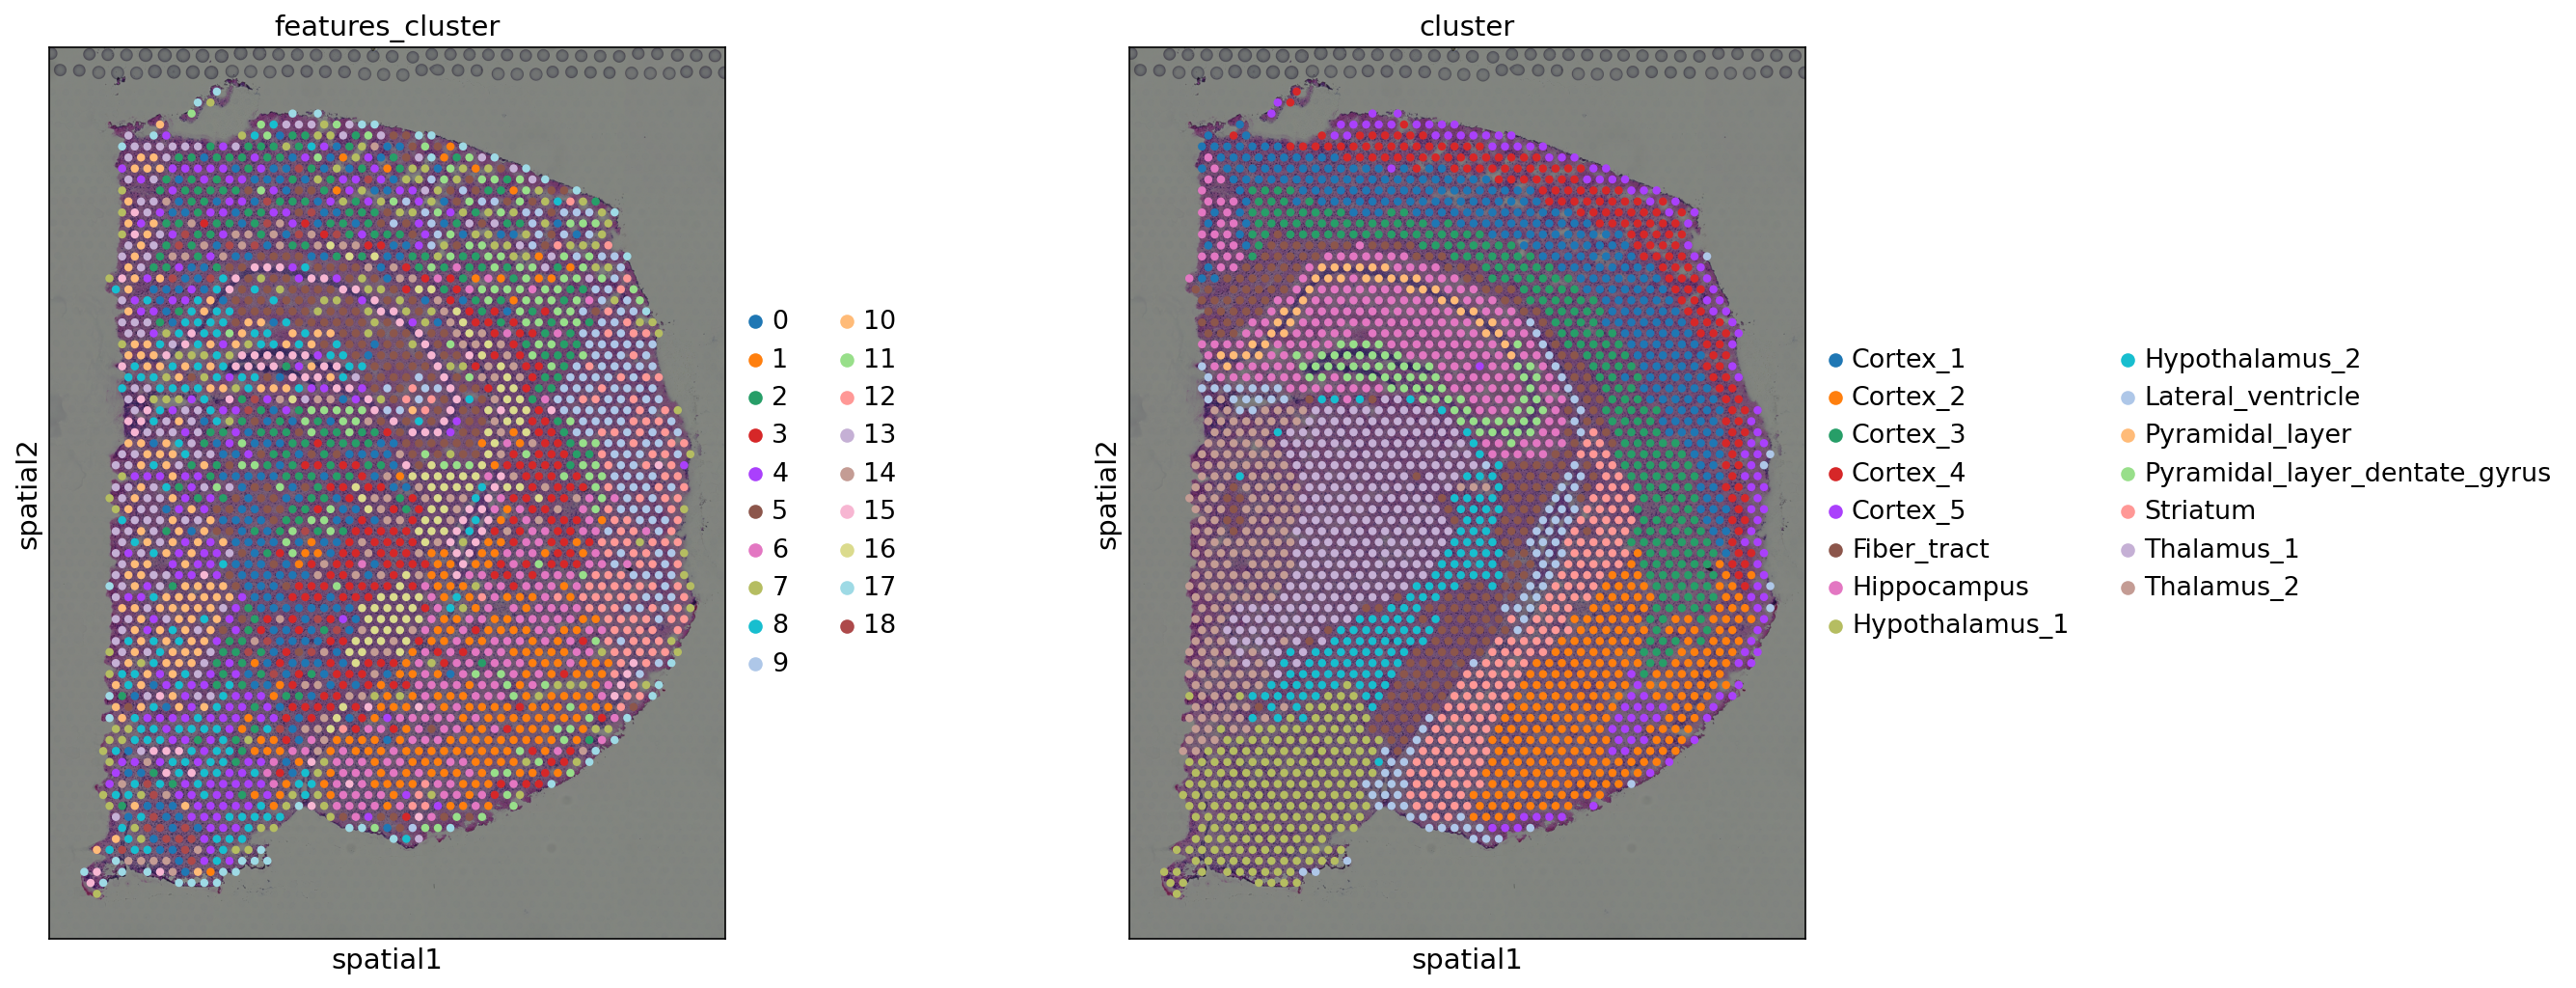 features_cluster
spatial2
spatial1
0
1
2
3
4
5
6
7
8
9
10
11
12
13
14
15
16
17
18
cluster
spatial2
spatial1
Cortex_1
Cortex_2
Cortex_3
Cortex_4
Cortex_5
Fiber_tract
Hippocampus
Hypothalamus_1
Hypothalamus_2
Lateral_ventricle
Pyramidal_layer
Pyramidal_layer_dentate_gyrus
Striatum
Thalamus_1
Thalamus_2